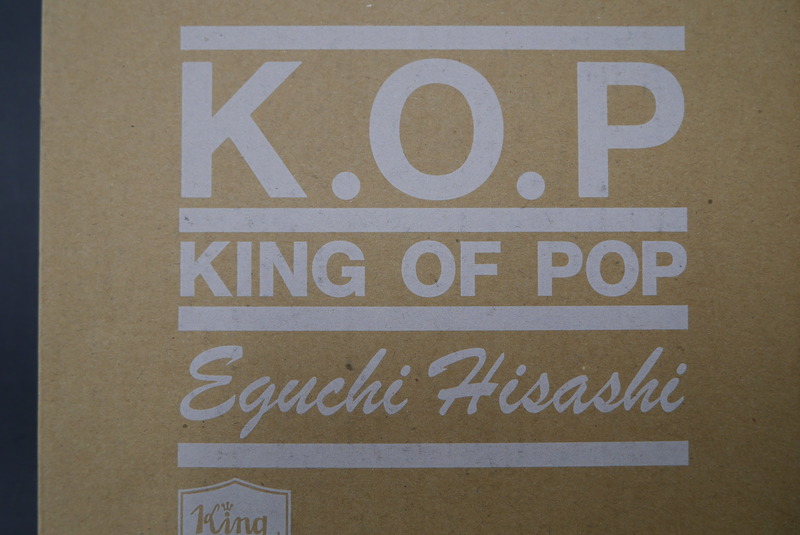 K.O.P
KING OF POP
Eguchi Hisashi
King